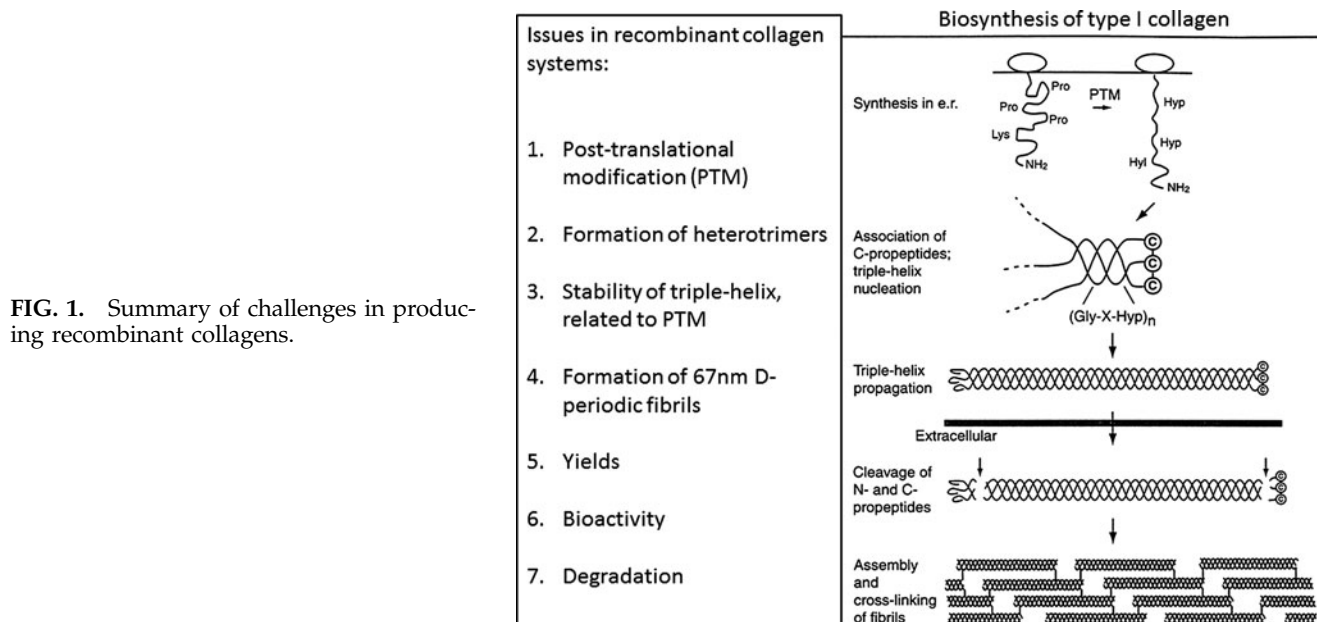 FIG. 1. Summary of challenges in produc-
ing recombinant collagens.
Issues in recombinant collagen
systems:
1. Post-translational
modification (PTM)
2. Formation of heterotrimers
3. Stability of triple-helix,
related to PTM
4. Formation of 67nm D-
periodic fibrils
5. Yields
6. Bioactivity
7. Degradation
Biosynthesis of type I collagen
Synthesis in e.r.
Pro
Pro
Pro
Lys
NH2
PTM
Hyp
Hyp
Hyl
NH2
Association of
C-propeptides;
triple-helix
nucleation
C
C
C
(Gly-X-Hyp)n
Triple-helix
propagation
C
C
C
Extracellular
Cleavage of
N- and C-
propeptides
C
C
C
Assembly
and
cross-linking
of fibrils